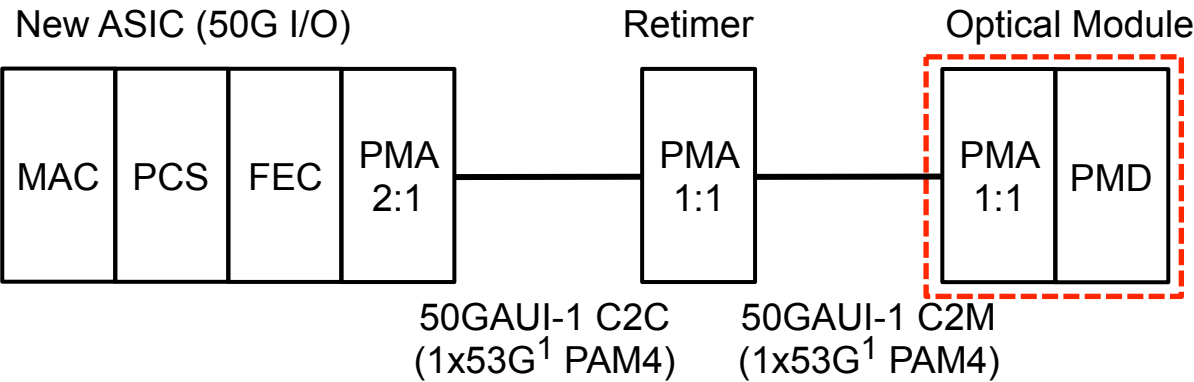 New ASIC (50G I/O)
Retimer
Optical Module
MAC
PCS
FEC
PMA
2:1
PMA
1:1
PMA
1:1
PMD
50GAUI-1 C2C
(1x53G¹ PAM4)
50GAUI-1 C2M
(1x53G¹ PAM4)